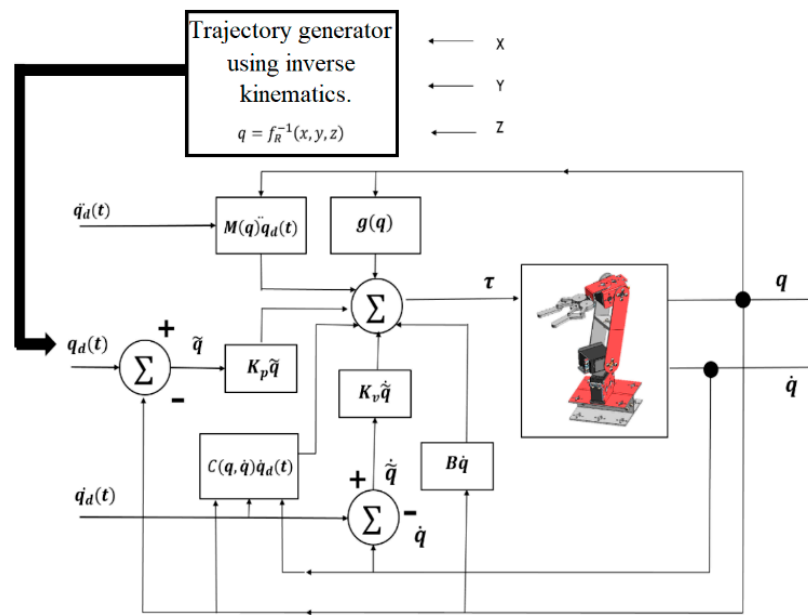 Trajectory generator
using inverse
kinematics.
q = f_R^{-1}(x, y, z)
X
Y
Z
q̈_d(t)
M(q)q̈_d(t)
g(q)
Σ
τ
q
q_d(t)
+
−
Σ
q̃
K_p q̃
K_v q̃̇
q̇
C(q, q̇)q̇_d(t)
Bq̇
q̃̇
q̇_d(t)
+
−
Σ
q̇